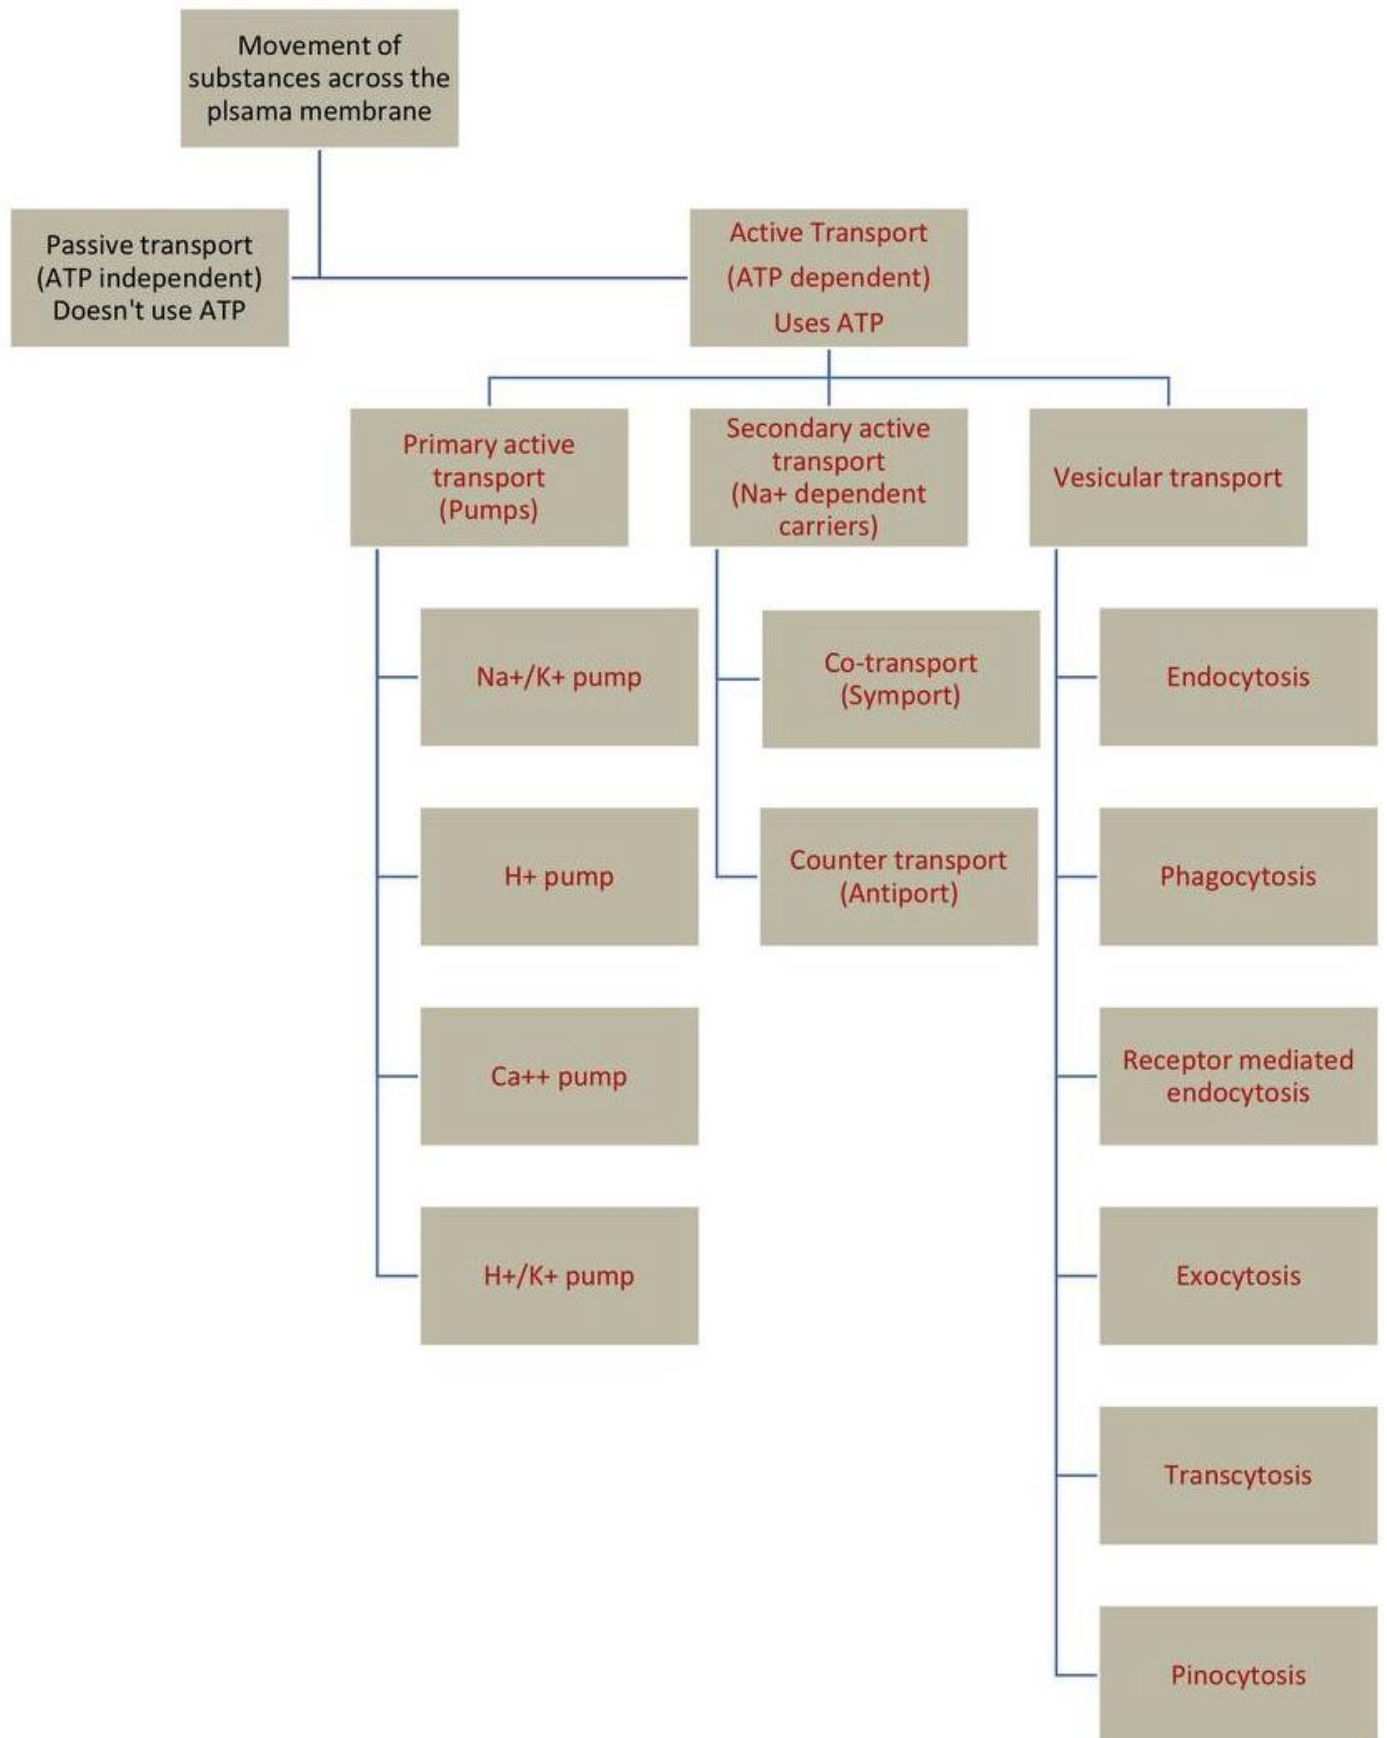 Movement of
substances across the
plsama membrane
Passive transport
(ATP independent)
Doesn't use ATP
Active Transport
(ATP dependent)
Uses ATP
Primary active
transport
(Pumps)
Secondary active
transport
(Na+ dependent
carriers)
Vesicular transport
Na+/K+ pump
Co-transport
(Symport)
Endocytosis
H+ pump
Counter transport
(Antiport)
Phagocytosis
Ca++ pump
Receptor mediated
endocytosis
H+/K+ pump
Exocytosis
Transcytosis
Pinocytosis